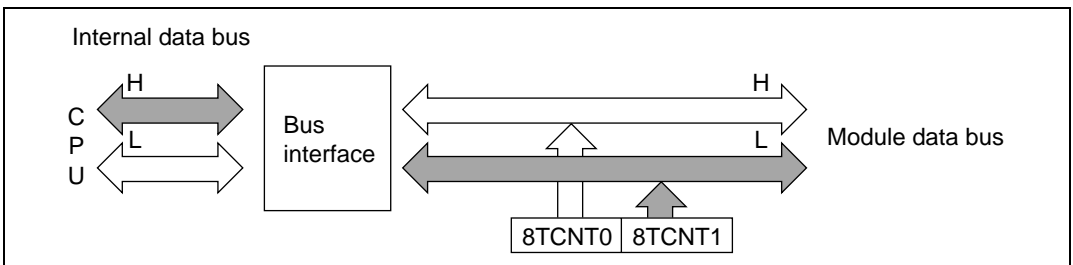 Internal data bus
H
L
C
P
U
Bus
interface
H
L
Module data bus
8TCNT0
8TCNT1